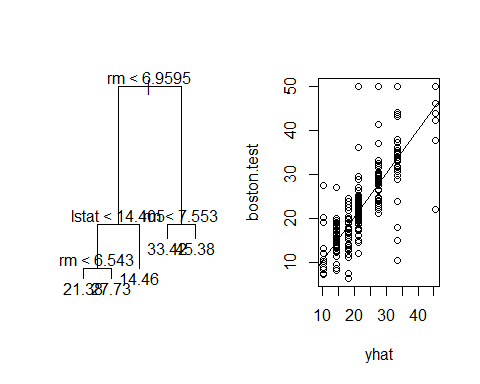 rm < 6.9595
lstat < 14.405
rm < 7.553
rm < 6.543
21.38
27.73
14.46
33.42
45.38
boston.test
50
40
30
20
10
10 20 30 40
yhat